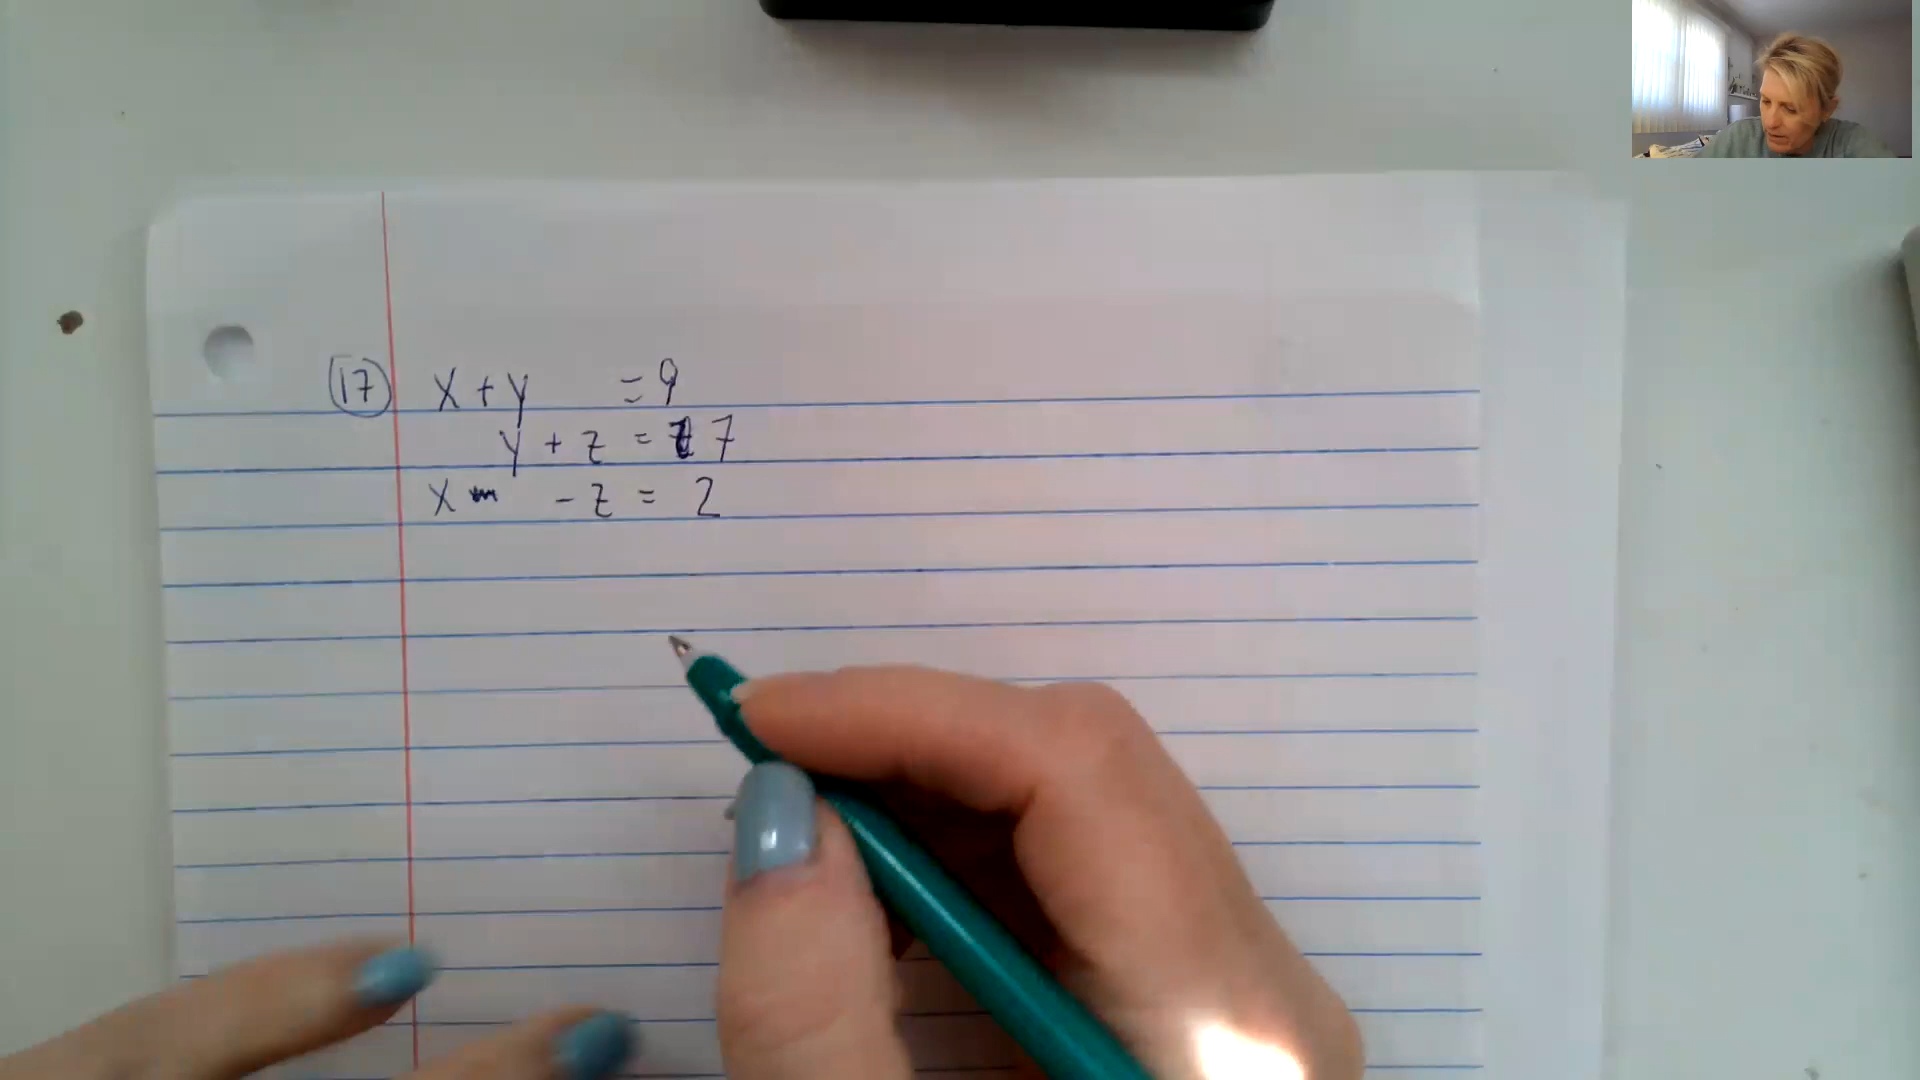 17 x + y = 9
y + z = 7
x - z = 2